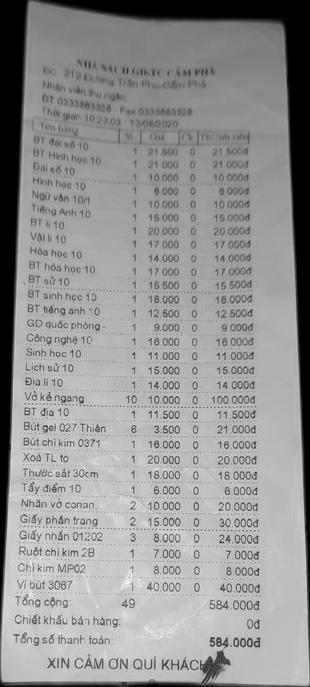 NHÀ SÁCH GD-TC CẨM PHẢ
ĐC: 212 Đường Trần Phú-Cẩm Phả
Nhân viên thu ngân
ĐT 0333863328 - Fax 0333863328
Thời gian 10:23:03 - 13/08/2020
Tên hàng SL Giá Ck Thành tiền
BT đại số 10 1 21.500 0 21.500đ
BT Hình học 10 1 21.000 0 21.000đ
Đại số 10 1 10.000 0 10.000đ
Hình học 10 1 6.000 0 6.000đ
Ngữ văn 10/1 1 10.000 0 10.000đ
Tiếng Anh 10 1 15.000 0 15.000đ
BT lí 10 1 20.000 0 20.000đ
Vật lí 10 1 17.000 0 17.000đ
Hóa học 10 1 14.000 0 14.000đ
BT hóa học 10 1 17.000 0 17.000đ
BT sử 10 1 15.500 0 15.500đ
BT sinh học 10 1 18.000 0 18.000đ
BT tiếng anh 10 1 12.500 0 12.500đ
GD quốc phòng - 1 9.000 0 9.000đ
Công nghệ 10 1 16.000 0 16.000đ
Sinh học 10 1 11.000 0 11.000đ
Lịch sử 10 1 15.000 0 15.000đ
Địa lí 10 1 14.000 0 14.000đ
Vở kẻ ngang 10 10.000 0 100.000đ
BT địa 10 1 11.500 0 11.500đ
Bút gel 027 Thiên 6 3.500 0 21.000đ
Bút chì kim 0371 1 16.000 0 16.000đ
Xoá TL to 1 20.000 0 20.000đ
Thước sắt 30cm 1 18.000 0 18.000đ
Tẩy điểm 10 1 6.000 0 6.000đ
Nhãn vở conan, 2 10.000 0 20.000đ
Giấy phân trang 2 15.000 0 30.000đ
Giấy nhắn 01202 3 8.000 0 24.000đ
Ruột chì kim 2B 1 7.000 0 7.000đ
Chì kim MP02 1 8.000 0 8.000đ
Ví bút 3067 1 40.000 0 40.000đ
Tổng cộng: 49 584.000đ
Chiết khấu bán hàng: 0đ
Tổng số thanh toán: 584.000đ
XIN CẢM ƠN QUÍ KHÁCH